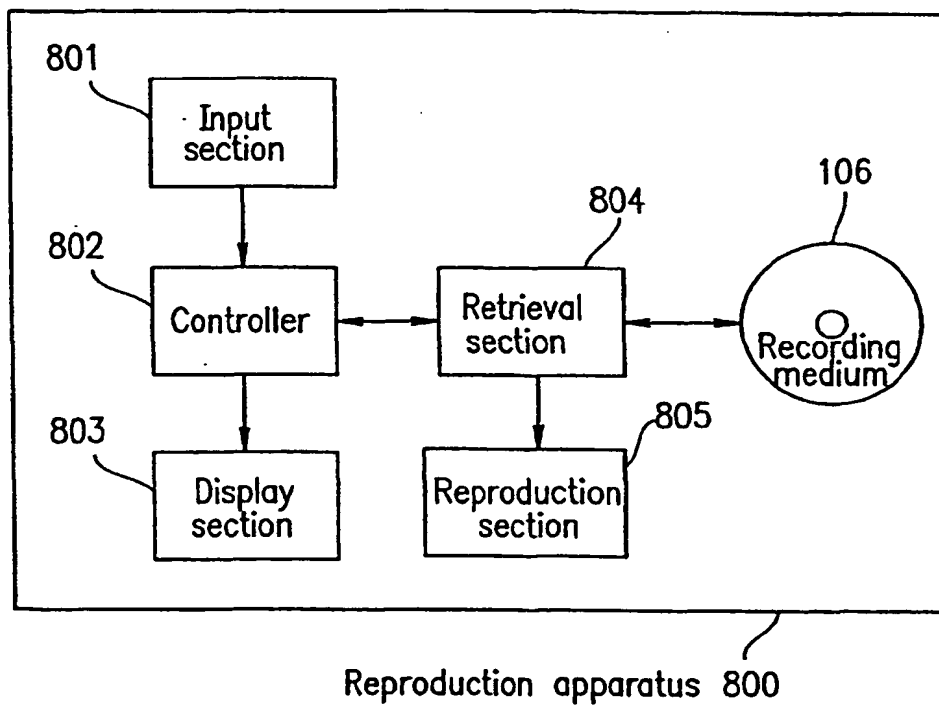 801
Input
section
802
Controller
803
Display
section
804
Retrieval
section
805
Reproduction
section
106
Recording
medium
Reproduction apparatus 800